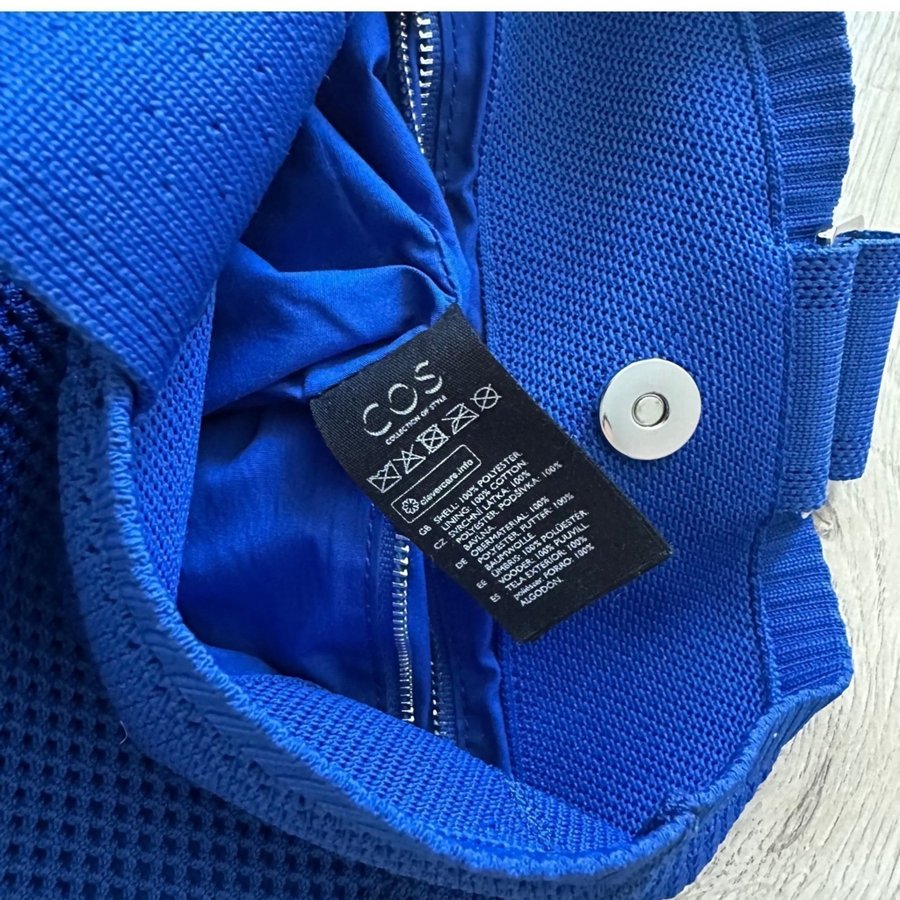 COS
COLLECTION OF STYLE
clevercare.info
GB SHELL: 100% POLYESTER.
LINING: 100% COTTON.
CZ SVRCHNÍ LÁTKA: 100%
POLYESTER. PODŠÍVKA: 100%
BAVLNA
DE OBERMATERIAL: 100%
POLYESTER. FUTTER: 100%
BAUMWOLLE
EE ÜMBRIS: 100% POLÜESTER
VOODER: 100% PUUVILL
ES TELA EXTERIOR: 100%
poliéster. FORRO: 100%
ALGODÓN.